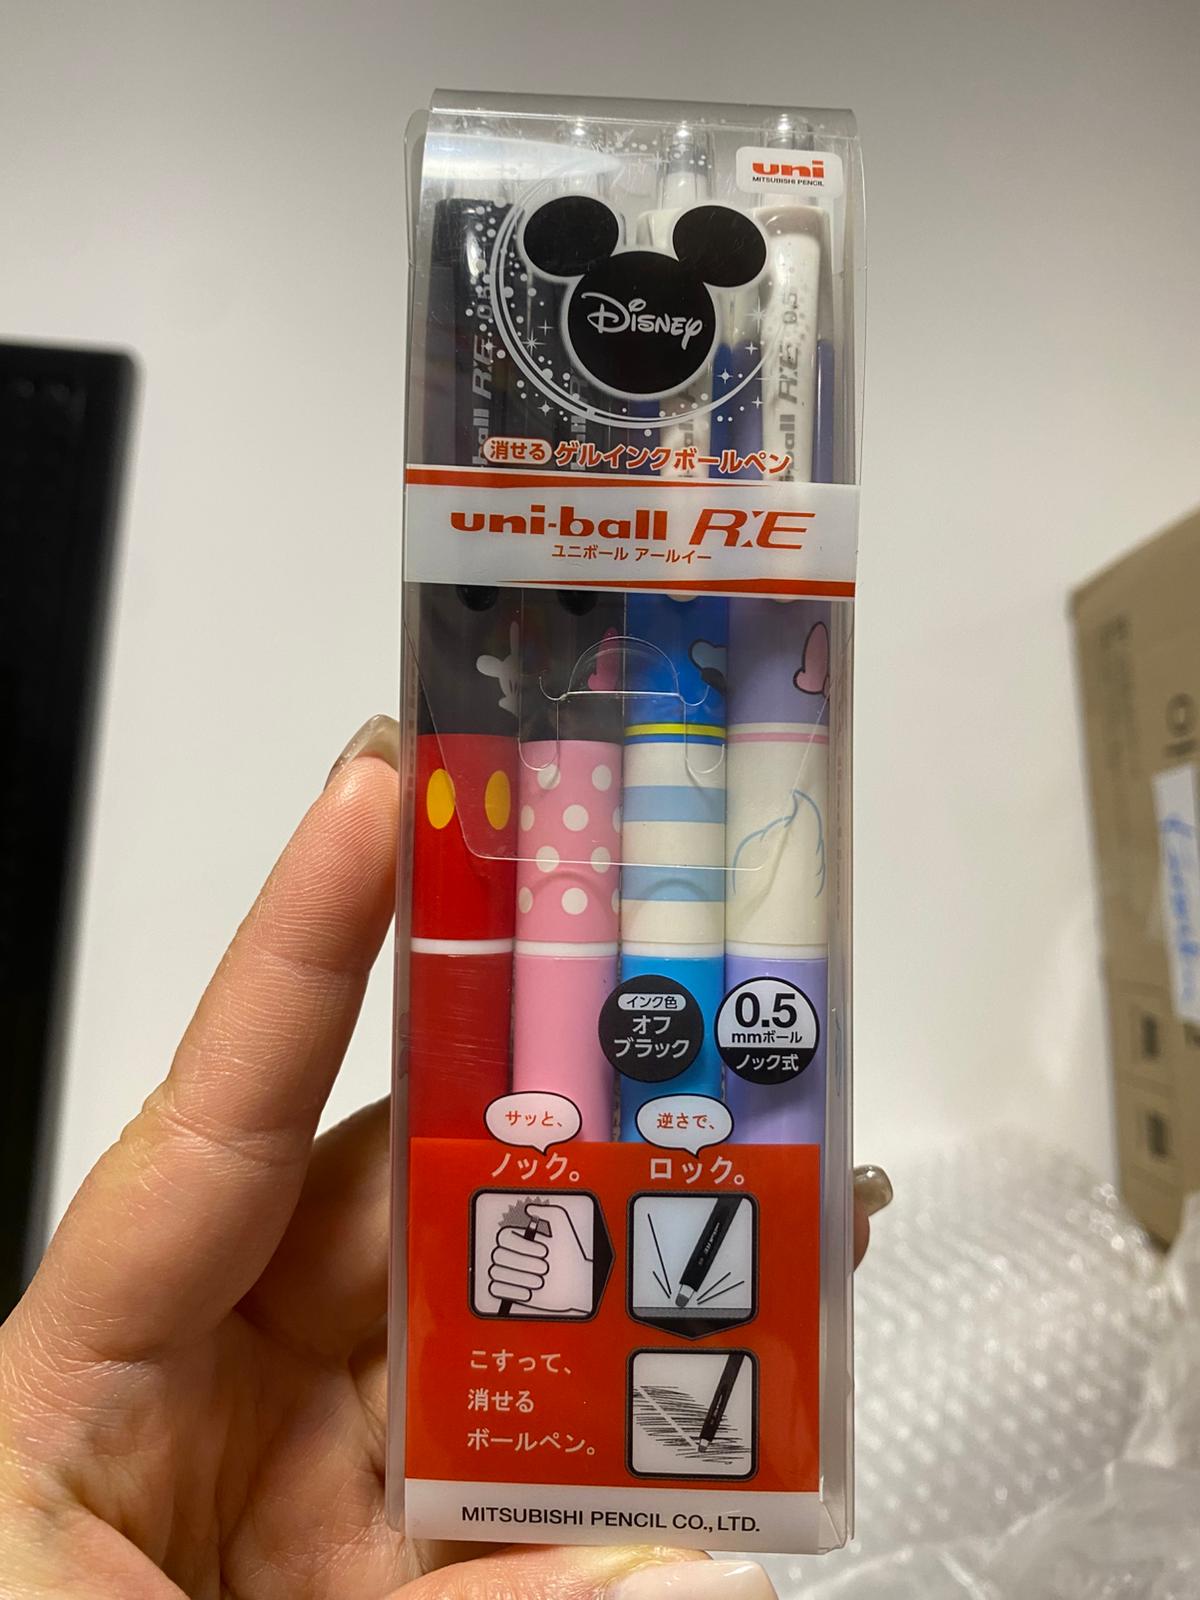 uni
MITSUBISHI PENCIL
Disney
消せる ゲルインクボールペン
uni-ball R:E
ユニボール アールイー
インク色
オフ
ブラック
0.5
mmボール
ノック式
サッと、
ノック。
逆さで、
ロック。
こすって、
消せる
ボールペン。
MITSUBISHI PENCIL CO., LTD.